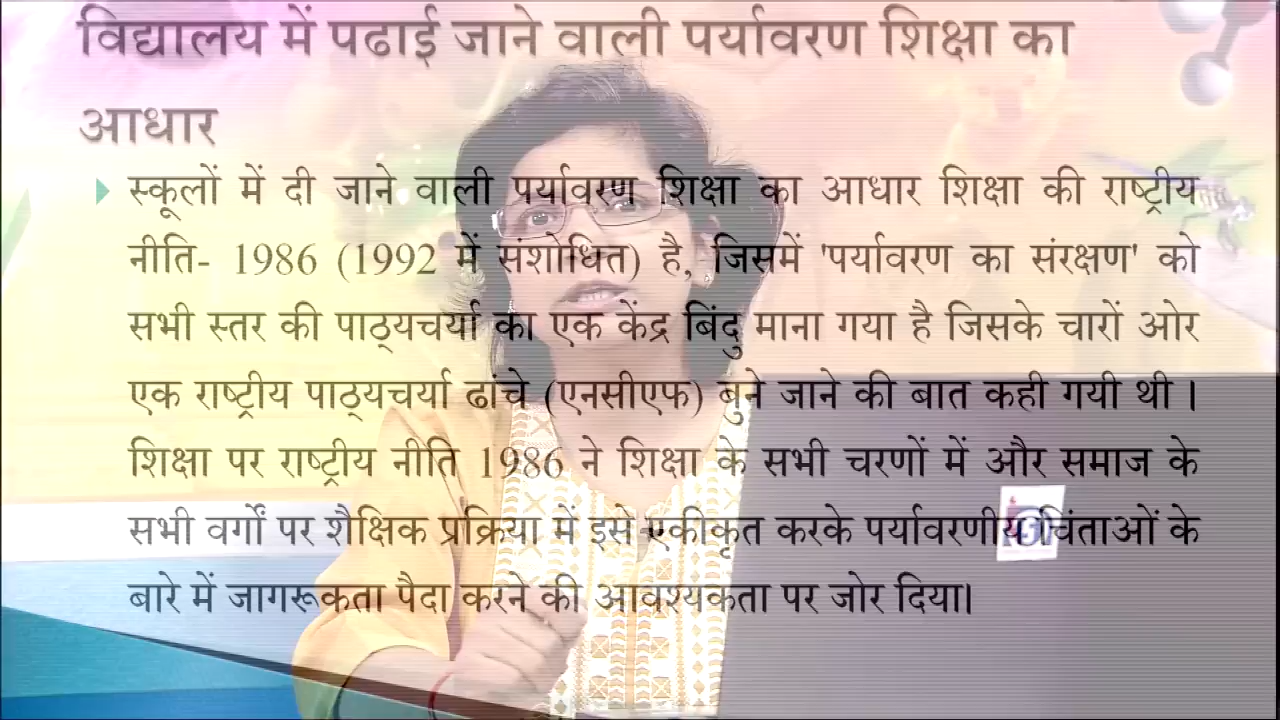 विद्यालय में पढाई जाने वाली पर्यावरण शिक्षा का
आधार
स्कूलों में दी जाने वाली पर्यावरण शिक्षा का आधार शिक्षा की राष्ट्रीय
नीति- 1986 (1992 में संशोधित) है, जिसमें 'पर्यावरण का संरक्षण' को
सभी स्तर की पाठ्यचर्या का एक केंद्र बिंदु माना गया है जिसके चारों ओर
एक राष्ट्रीय पाठ्यचर्या ढांचे (एनसीएफ) बुने जाने की बात कही गयी थी ।
शिक्षा पर राष्ट्रीय नीति 1986 ने शिक्षा के सभी चरणों में और समाज के
सभी वर्गों पर शैक्षिक प्रक्रिया में इसे एकीकृत करके पर्यावरणीय चिंताओं के
बारे में जागरूकता पैदा करने की आवश्यकता पर जोर दिया।